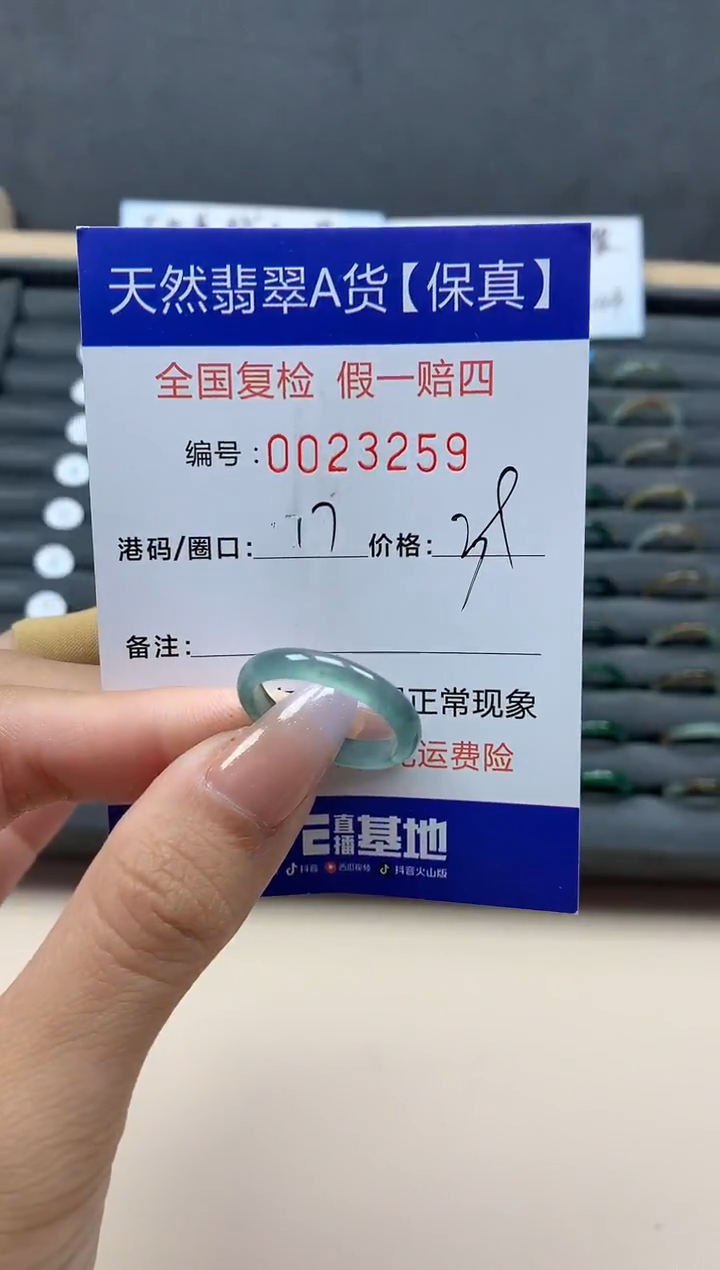 天然翡翠A货【保真】
全国复检 假一赔四
编号:0023259
港码/圈口: 17 价格:
备注:
正常现象
运费险
直播基地
抖音 西瓜视频 抖音火山版